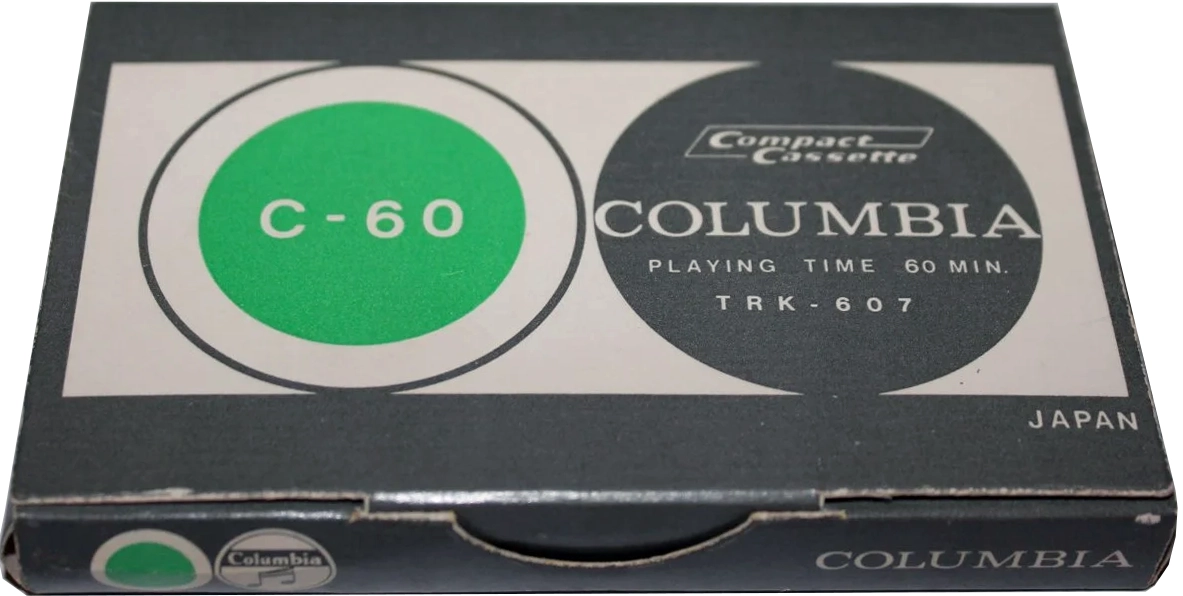 C-60
Compact
Cassette
COLUMBIA
PLAYING TIME 60 MIN.
TRK-607
JAPAN
Columbia
COLUMBIA